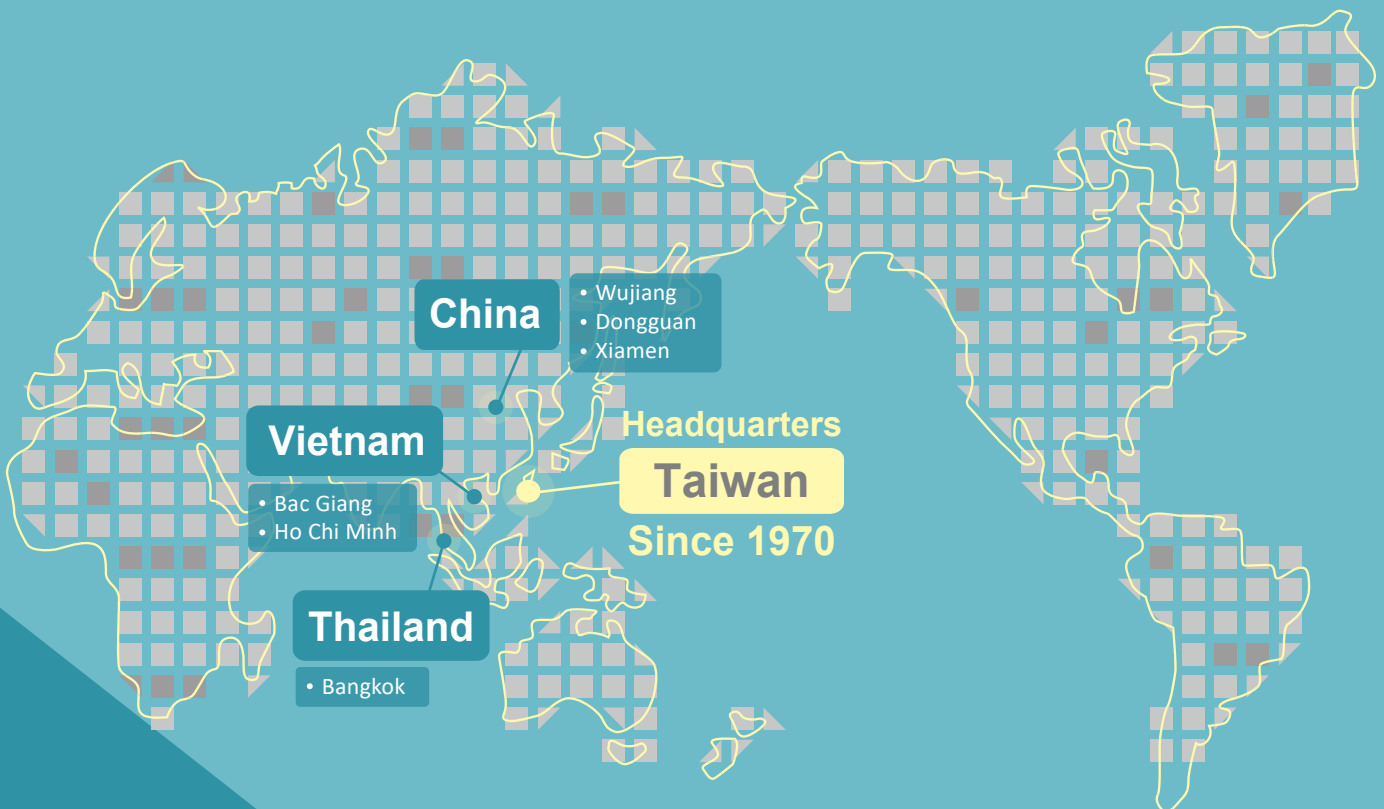 China
• Wujiang
• Dongguan
• Xiamen
Headquarters
Taiwan
Since 1970
Vietnam
• Bac Giang
• Ho Chi Minh
Thailand
• Bangkok